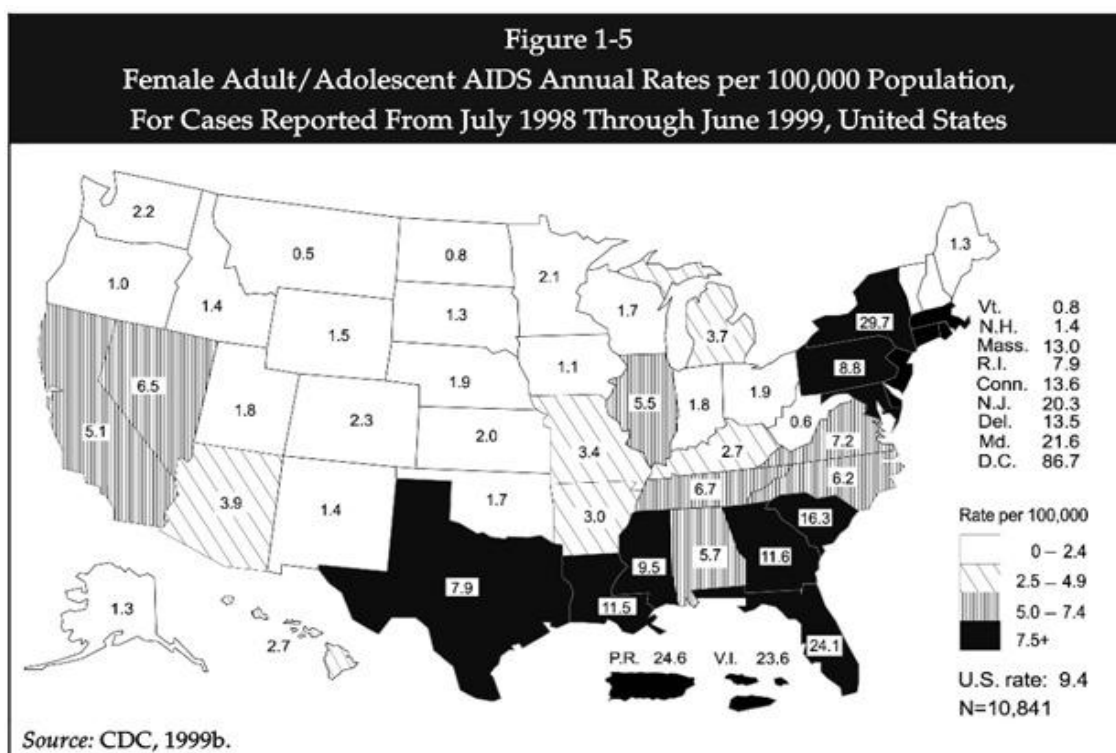 Figure 1-5
Female Adult/Adolescent AIDS Annual Rates per 100,000 Population,
For Cases Reported From July 1998 Through June 1999, United States
2.2
0.5
0.8
2.1
1.3
1.0
1.4
1.5
1.3
1.7
3.7
29.7
8.8
6.5
5.1
1.8
2.3
1.9
2.0
1.1
5.5
1.8
1.9
0.6
7.2
3.4
2.7
6.2
6.7
3.9
1.4
1.7
3.0
16.3
9.5
5.7
11.6
7.9
11.5
24.1
1.3
2.7
P.R. 24.6
V.I. 23.6
Vt. 0.8
N.H. 1.4
Mass. 13.0
R.I. 7.9
Conn. 13.6
N.J. 20.3
Del. 13.5
Md. 21.6
D.C. 86.7
Rate per 100,000
0 – 2.4
2.5 – 4.9
5.0 – 7.4
7.5+
U.S. rate: 9.4
N=10,841
Source: CDC, 1999b.